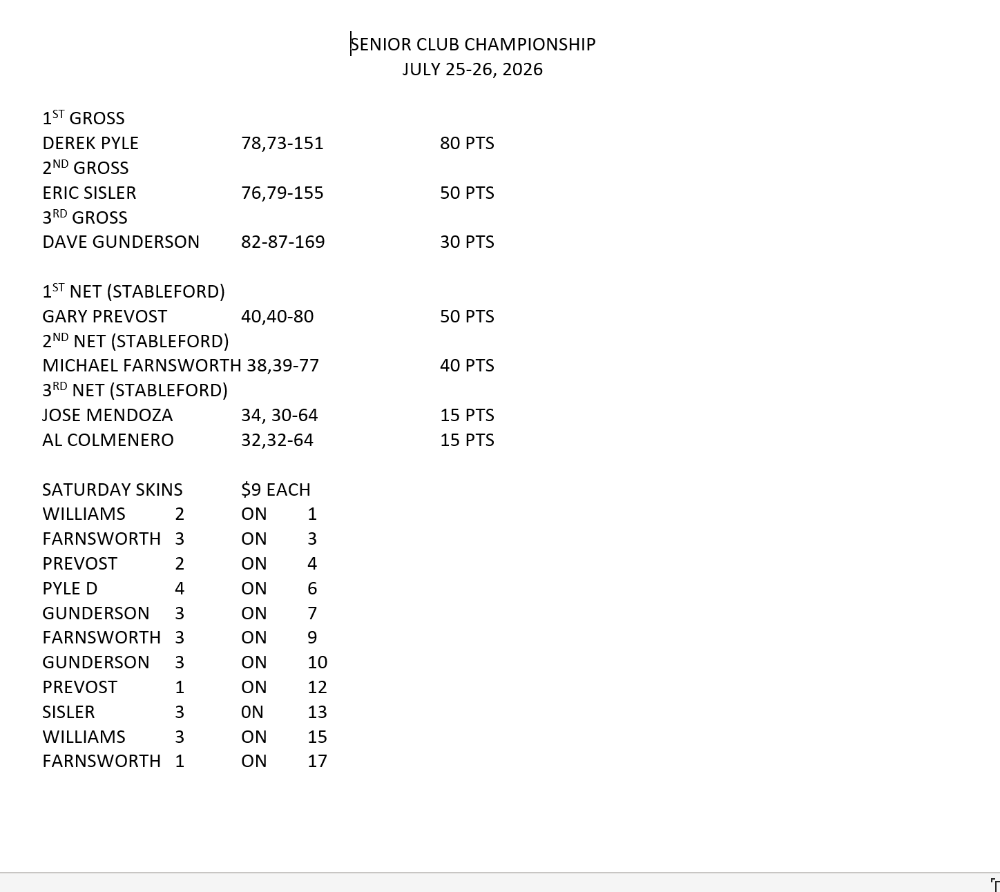 SENIOR CLUB CHAMPIONSHIP
JULY 25-26, 2026
1ST GROSS
DEREK PYLE 78,73-151 80 PTS
2ND GROSS
ERIC SISLER 76,79-155 50 PTS
3RD GROSS
DAVE GUNDERSON 82-87-169 30 PTS
1ST NET (STABLEFORD)
GARY PREVOST 40,40-80 50 PTS
2ND NET (STABLEFORD)
MICHAEL FARNSWORTH 38,39-77 40 PTS
3RD NET (STABLEFORD)
JOSE MENDOZA 34, 30-64 15 PTS
AL COLMENERO 32,32-64 15 PTS
SATURDAY SKINS $9 EACH
WILLIAMS 2 ON 1
FARNSWORTH 3 ON 3
PREVOST 2 ON 4
PYLE D 4 ON 6
GUNDERSON 3 ON 7
FARNSWORTH 3 ON 9
GUNDERSON 3 ON 10
PREVOST 1 ON 12
SISLER 3 0N 13
WILLIAMS 3 ON 15
FARNSWORTH 1 ON 17